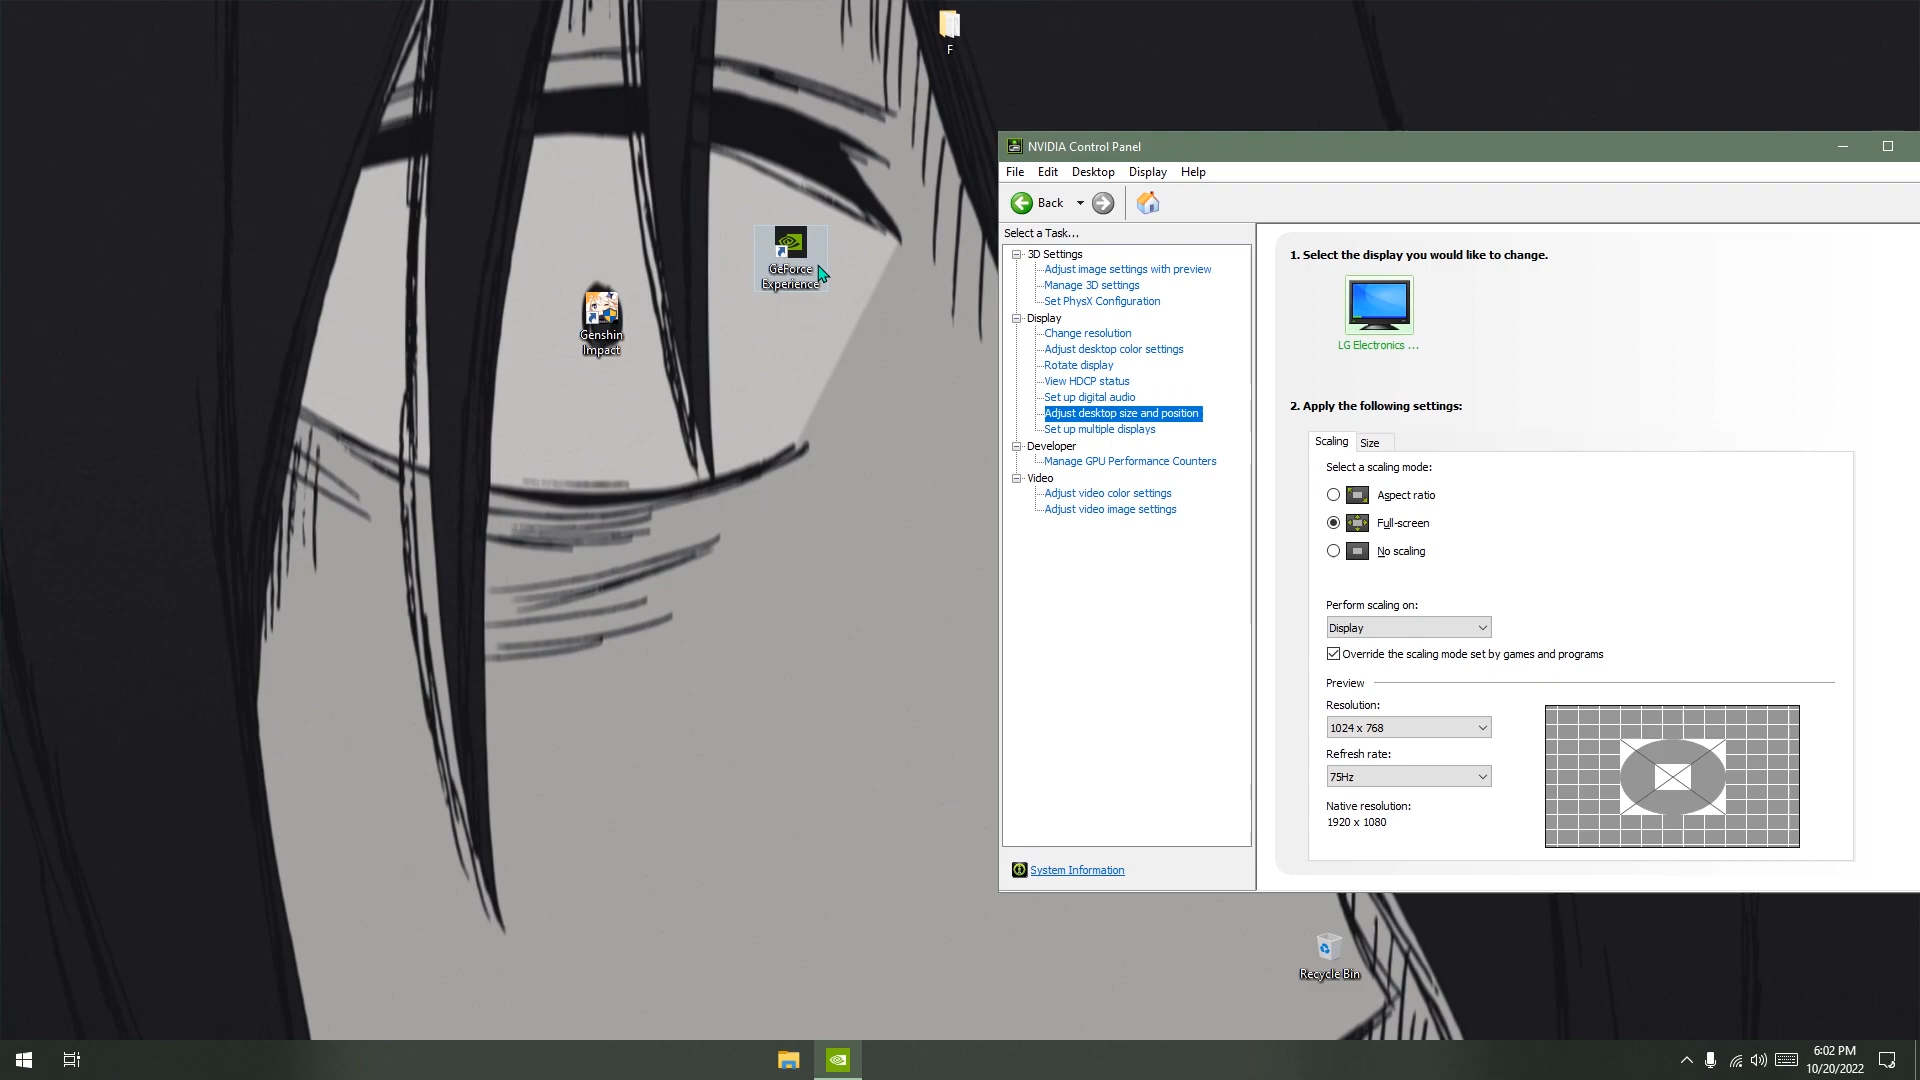 F
GeForce
Experience
Genshin
Impact
NVIDIA Control Panel
File Edit Desktop Display Help
Back
Select a Task...
3D Settings
Adjust image settings with preview
Manage 3D settings
Set PhysX Configuration
Display
Change resolution
Adjust desktop color settings
Rotate display
View HDCP status
Set up digital audio
Adjust desktop size and position
Set up multiple displays
Developer
Manage GPU Performance Counters
Video
Adjust video color settings
Adjust video image settings
System Information
1. Select the display you would like to change.
LG Electronics ...
2. Apply the following settings:
Scaling Size
Select a scaling mode:
Aspect ratio
Full-screen
No scaling
Perform scaling on:
Display
Override the scaling mode set by games and programs
Preview
Resolution:
1024 x 768
Refresh rate:
75Hz
Native resolution:
1920 x 1080
Recycle Bin
6:02 PM
10/20/2022